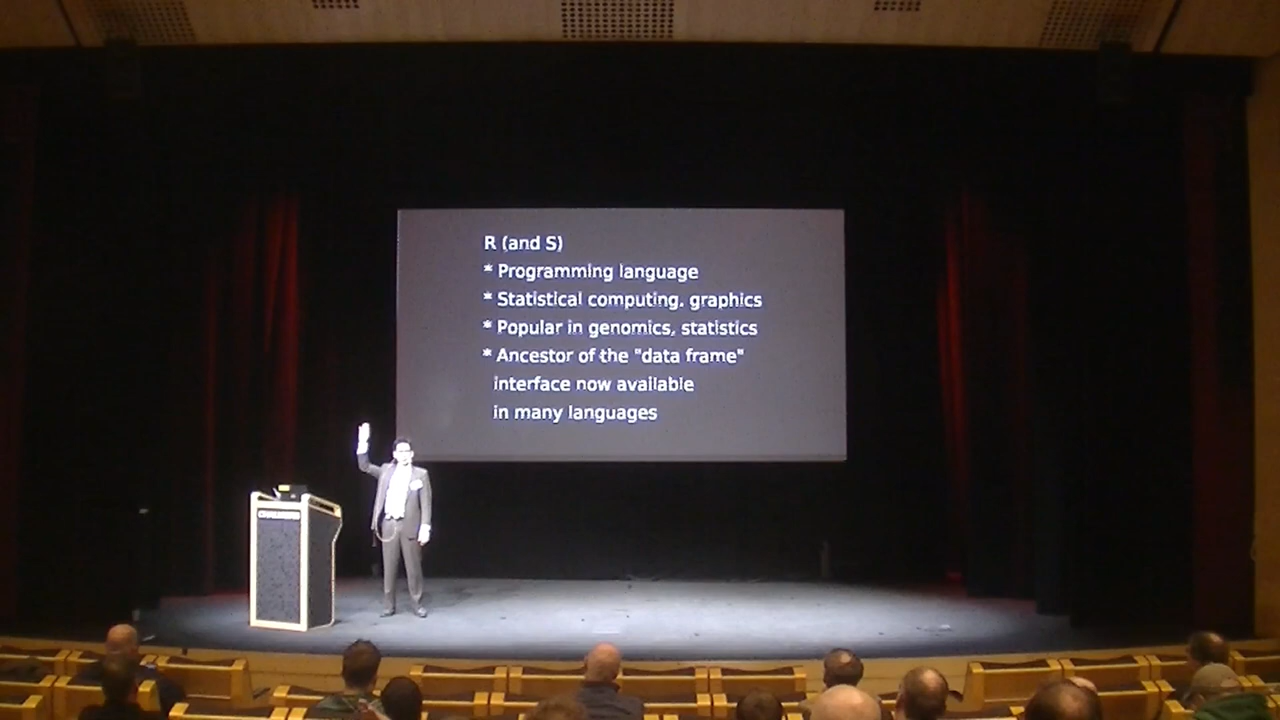 R (and S)
* Programming language
* Statistical computing, graphics
* Popular in genomics, statistics
* Ancestor of the "data frame"
interface now available
in many languages